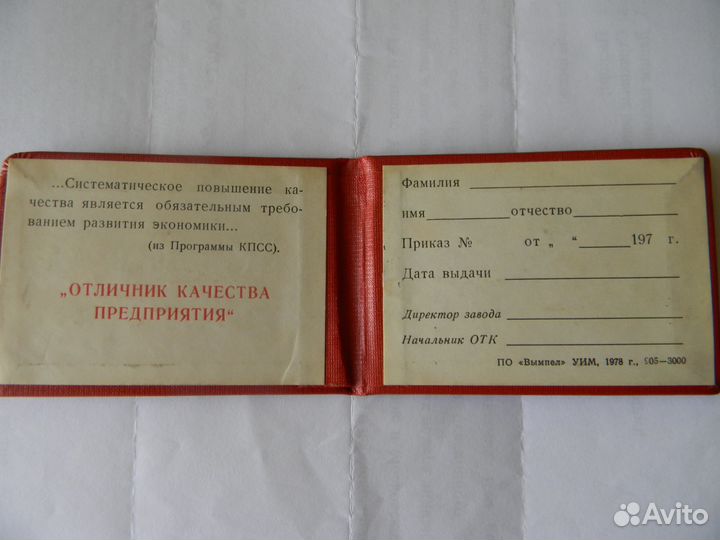 ...Систематическое повышение ка-
чества является обязательным требо-
ванием развития экономики...
(из Программы КПСС).
„ОТЛИЧНИК КАЧЕСТВА
ПРЕДПРИЯТИЯ“
Фамилия
имя отчество
Приказ № от „ “ 197 г.
Дата выдачи
Директор завода
Начальник ОТК
ПО «Вымпел» УИМ, 1978 г., 905—3000
Avito